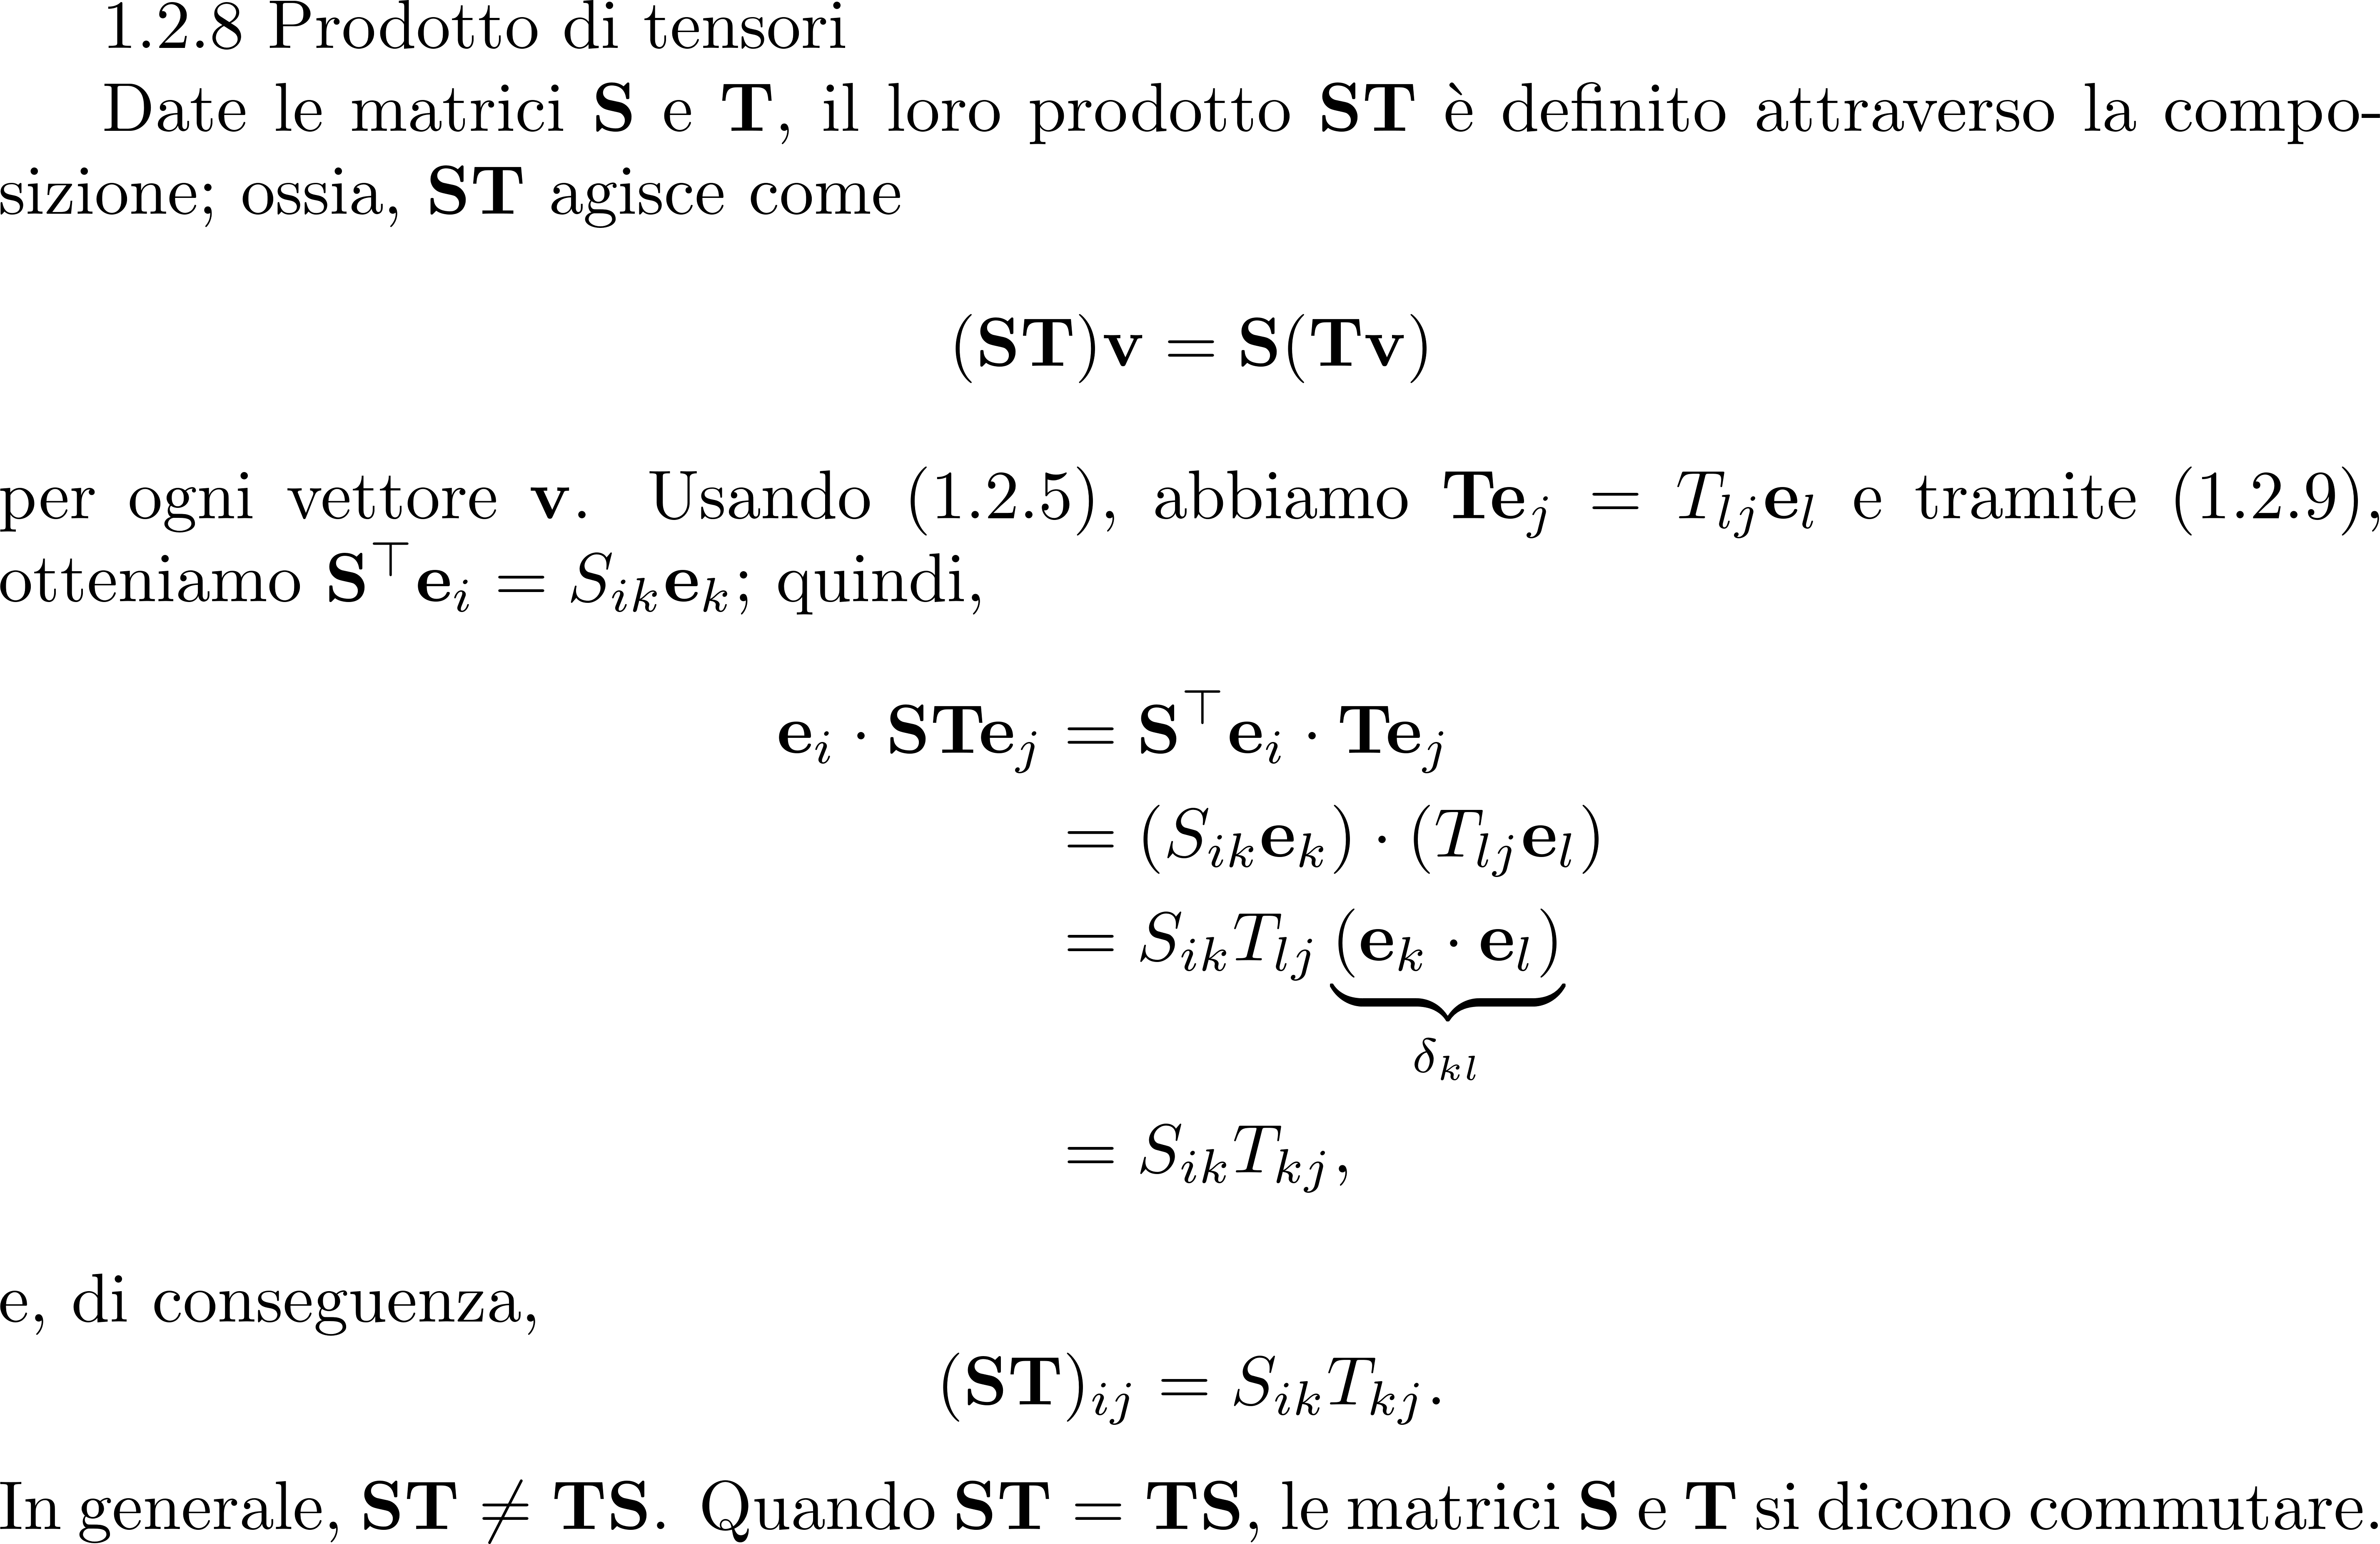 1.2.8 Prodotto di tensori
Date le matrici S e T, il loro prodotto ST è definito attraverso la compo-
sizione; ossia, ST agisce come
(ST)v = S(Tv)
per ogni vettore v. Usando (1.2.5), abbiamo Te_j = T_{lj}e_l e tramite (1.2.9),
otteniamo S^⊤e_i = S_{ik}e_k; quindi,
e_i · STe_j = S^⊤e_i · Te_j
= (S_{ik}e_k) · (T_{lj}e_l)
= S_{ik}T_{lj} (e_k · e_l)
δ_{kl}
= S_{ik}T_{kj},
e, di conseguenza,
(ST)_{ij} = S_{ik}T_{kj}.
In generale, ST ≠ TS. Quando ST = TS, le matrici S e T si dicono commutare.